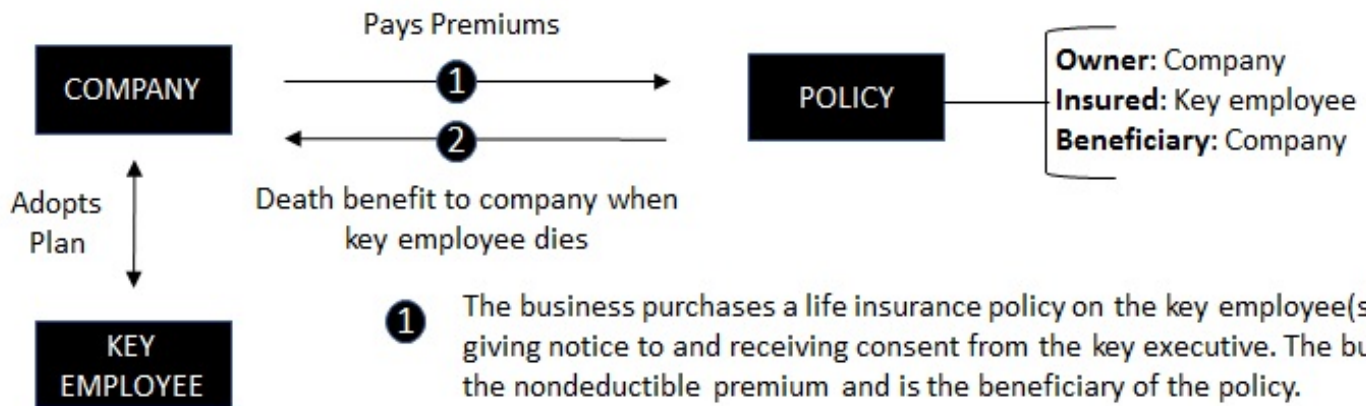 Pays Premiums
COMPANY
1
POLICY
Owner: Company
Insured: Key employee
Beneficiary: Company
2
Adopts
Plan
Death benefit to company when
key employee dies
KEY
EMPLOYEE
1
The business purchases a life insurance policy on the key employee(s
giving notice to and receiving consent from the key executive. The bu
the nondeductible premium and is the beneficiary of the policy.